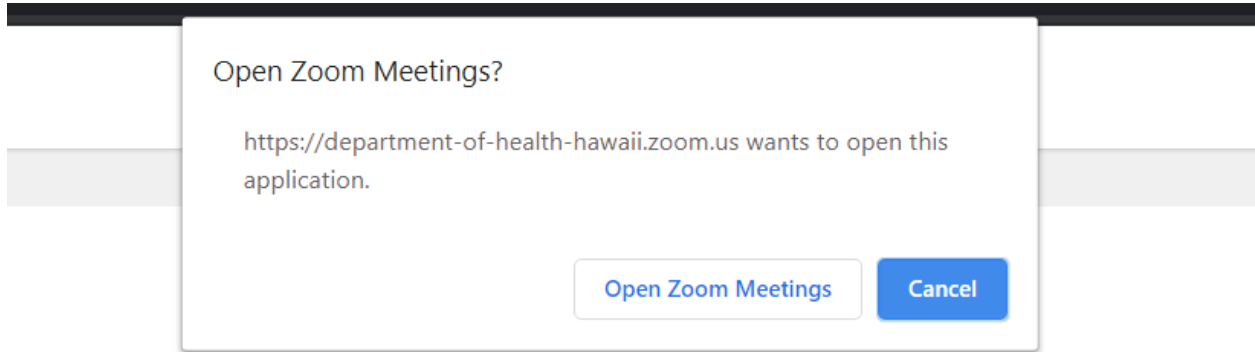 Open Zoom Meetings?
https://department-of-health-hawaii.zoom.us wants to open this
application.
Open Zoom Meetings
Cancel